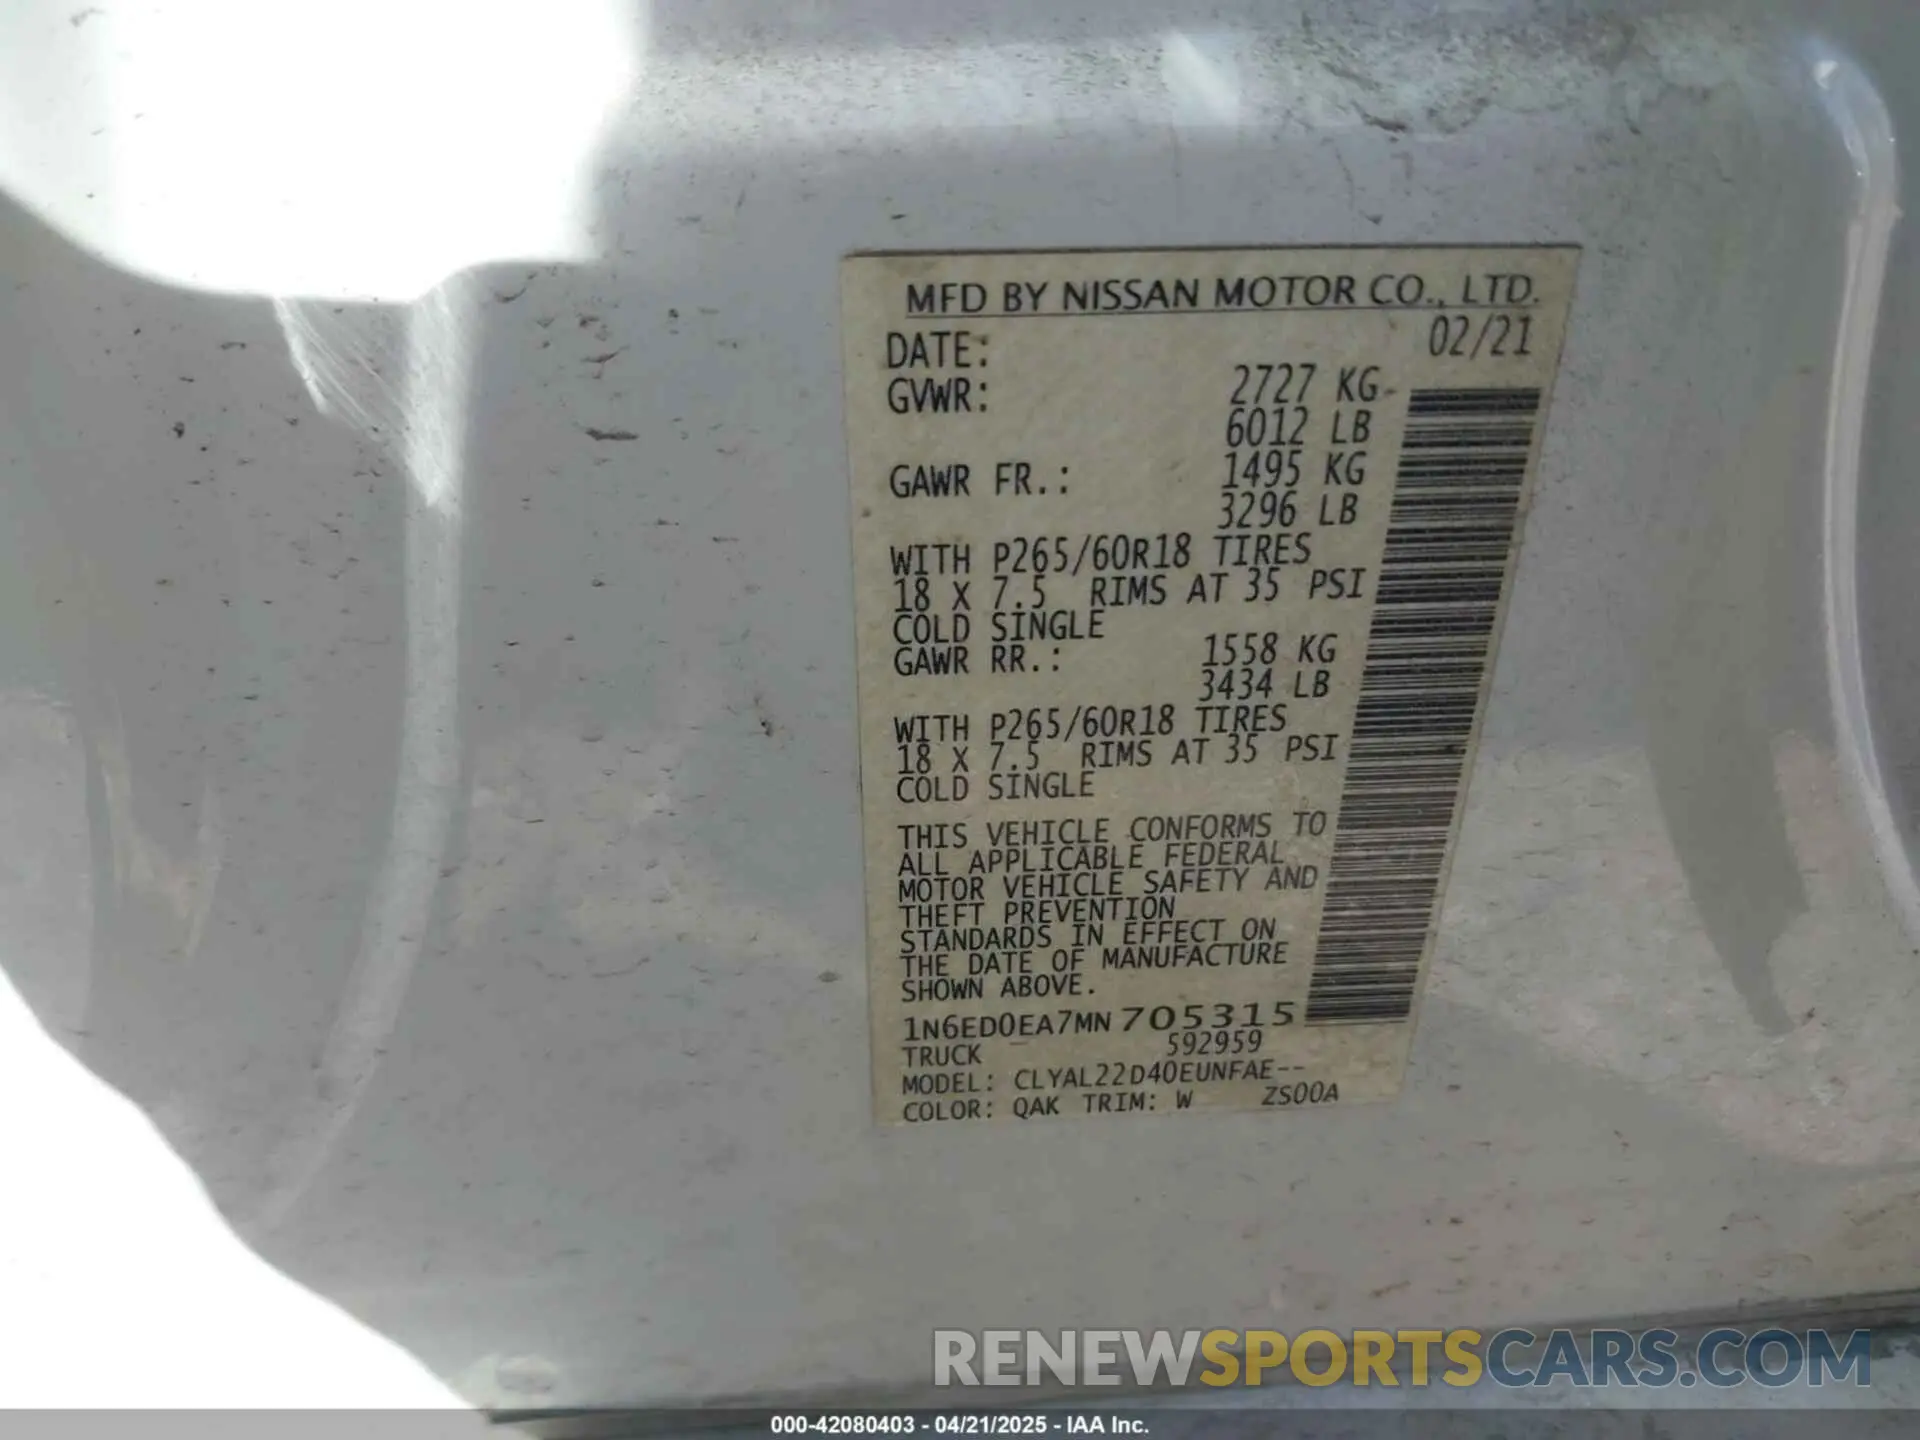 MFD BY NISSAN MOTOR CO., LTD.
DATE: 02/21
GVWR: 2727 KG
6012 LB
GAWR FR.: 1495 KG
3296 LB
WITH P265/60R18 TIRES
18 X 7.5 RIMS AT 35 PSI
COLD SINGLE
GAWR RR.: 1558 KG
3434 LB
WITH P265/60R18 TIRES
18 X 7.5 RIMS AT 35 PSI
COLD SINGLE
THIS VEHICLE CONFORMS TO
ALL APPLICABLE FEDERAL
MOTOR VEHICLE SAFETY AND
THEFT PREVENTION
STANDARDS IN EFFECT ON
THE DATE OF MANUFACTURE
SHOWN ABOVE.
1N6ED0EA7MN705315
TRUCK 592959
MODEL: CLYAL22D40EUNFAE--
COLOR: QAK TRIM: W ZS00A
RENEWSPORTSCARS.COM
000-42080403 - 04/21/2025 - IAA Inc.